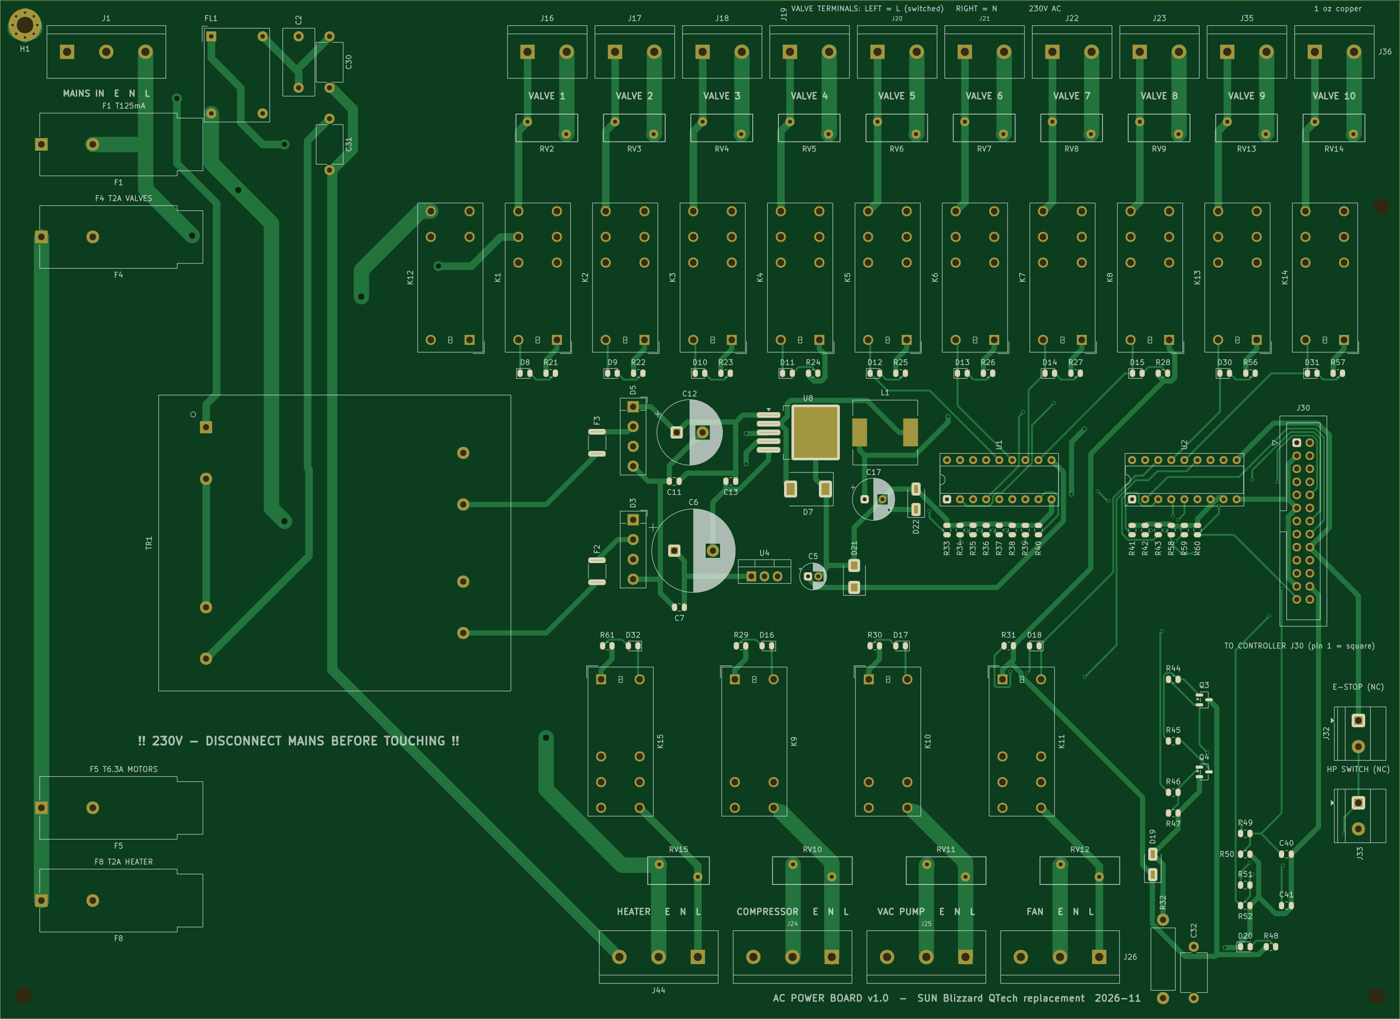 VALVE TERMINALS: LEFT = L (switched) RIGHT = N 230V AC 1 oz copper
J1 FL1 C2 J16 J17 J18 J19 J20 J21 J22 J23 J35 J36
H1 C30
MAINS IN E N L
F1 T125mA
VALVE 1 VALVE 2 VALVE 3 VALVE 4 VALVE 5 VALVE 6 VALVE 7 VALVE 8 VALVE 9 VALVE 10
C31
RV2 RV3 RV4 RV5 RV6 RV7 RV8 RV9 RV13 RV14
F1
F4 T2A VALVES
F4
K12 K1 K2 K3 K4 K5 K6 K7 K8 K13 K14
D8 R21 D9 R22 D10 R23 D11 R24 D12 R25 D13 R26 D14 R27 D15 R28 D30 R56 D31 R57
D5 C12 U8 L1 J30
F3 U1 U2
C11 C13 C17
D3 C6 D7 D22
TR1 F2 U4 C5 D21
R33 R34 R35 R36 R37 R38 R39 R40 R41 R42 R43 R58 R59 R60
C7
R61 D32 R29 D16 R30 D17 R31 D18
TO CONTROLLER J30 (pin 1 = square)
R44 Q3
E-STOP (NC)
J32
K15 K9 K10 K11
R45
!! 230V — DISCONNECT MAINS BEFORE TOUCHING !!
Q4
F5 T6.3A MOTORS
HP SWITCH (NC)
R46
R47
R49
J33
F5
D19
C40
R50
RV15 RV10 RV11 RV12
F8 T2A HEATER
R51
C41
R32
R52
HEATER E N L COMPRESSOR E N L VAC PUMP E N L FAN E N L
J24 J25
F8
C32 D20 R48
J26
J44
AC POWER BOARD v1.0 — SUN Blizzard QTech replacement 2026-11